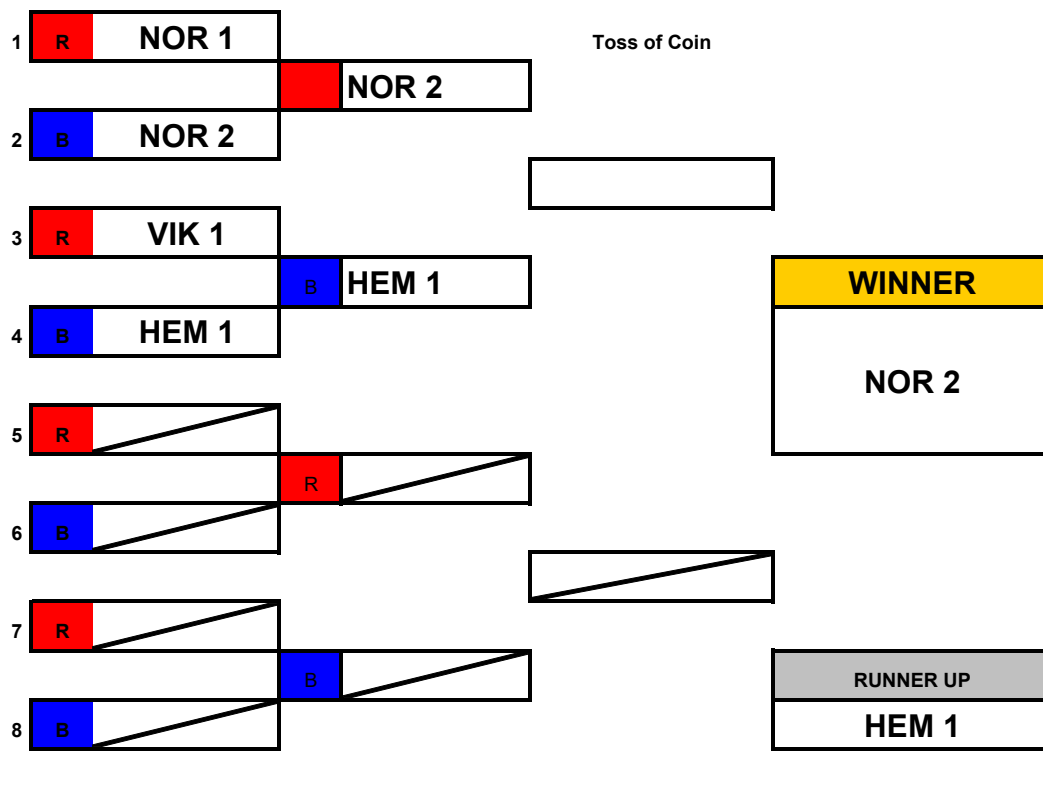 1 R NOR 1
Toss of Coin
NOR 2
2 B NOR 2
3 R VIK 1
B HEM 1
WINNER
4 B HEM 1
NOR 2
5 R
R
6 B
7 R
B
RUNNER UP
8 B
HEM 1